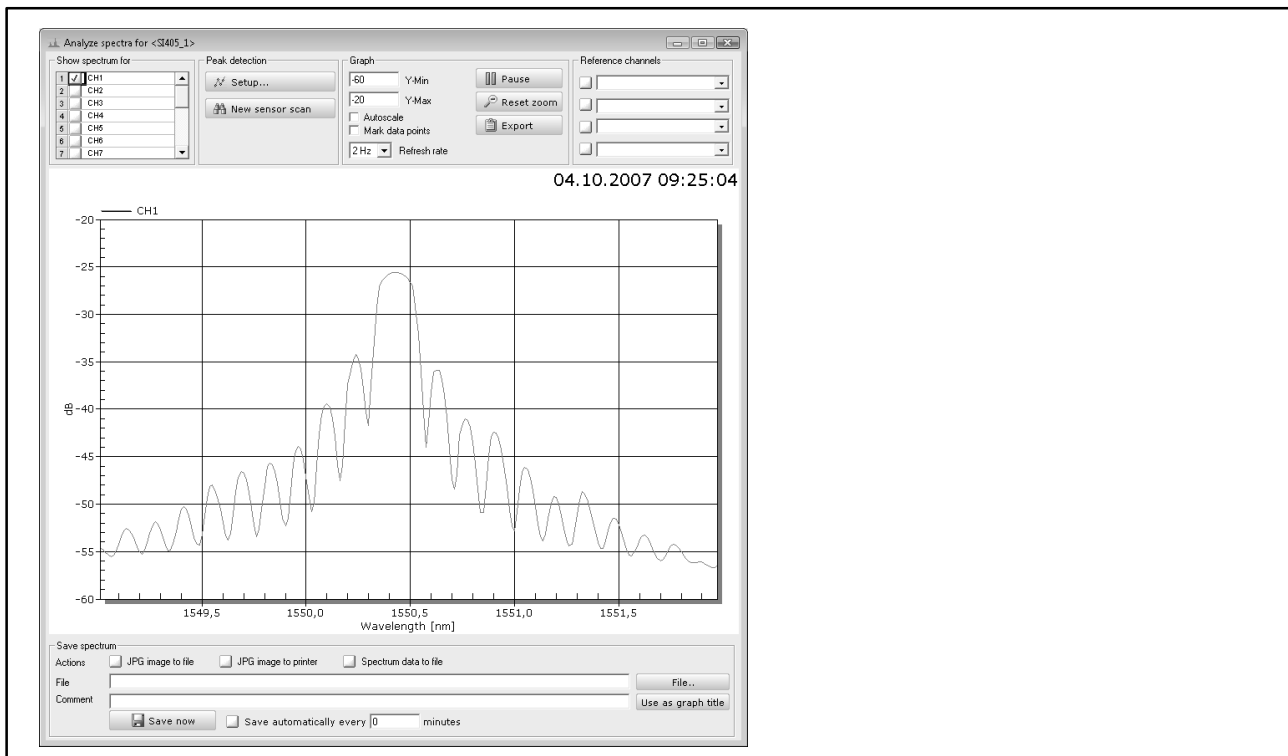 Analyze spectra for <SI405_1>
Show spectrum for
1 CH1
2 CH2
3 CH3
4 CH4
5 CH5
6 CH6
7 CH7
Peak detection
Setup...
New sensor scan
Graph
-60 Y-Min
-20 Y-Max
Autoscale
Mark data points
2 Hz Refresh rate
Pause
Reset zoom
Export
Reference channels
04.10.2007 09:25:04
CH1
-20
-25
-30
-35
-40
-45
-50
-55
-60
dB
1549,5 1550,0 1550,5 1551,0 1551,5
Wavelength [nm]
Save spectrum
Actions JPG image to file JPG image to printer Spectrum data to file
File File..
Comment Use as graph title
Save now Save automatically every 0 minutes